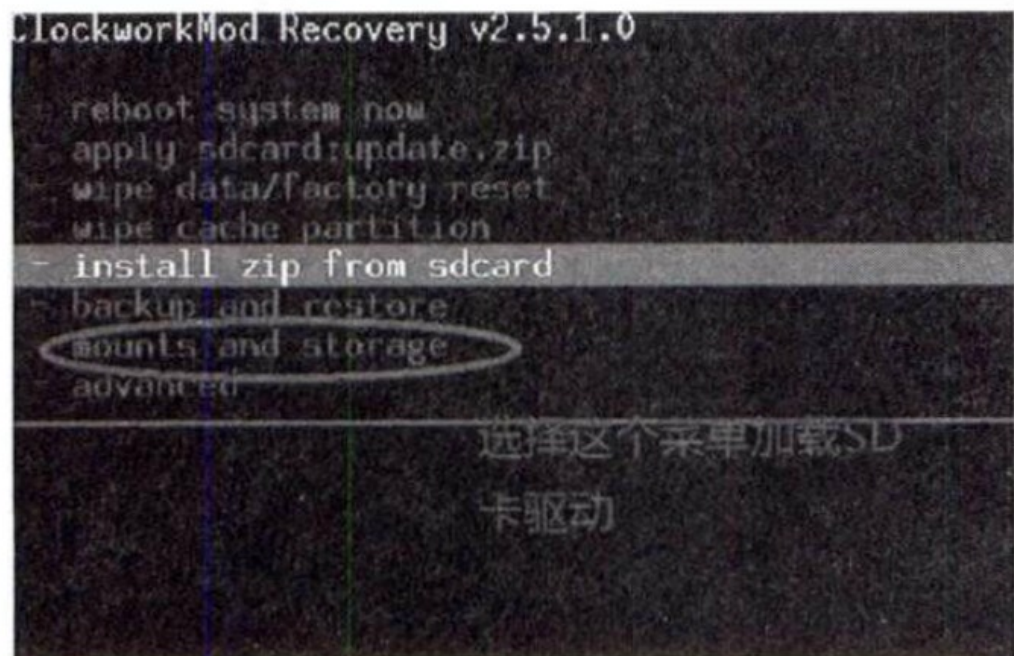 ClockworkMod Recovery v2.5.1.0
- reboot system now
- apply sdcard:update.zip
- wipe data/factory reset
- wipe cache partition
- install zip from sdcard
- backup and restore
- mounts and storage
- advanced
选择这个菜单加载SD
卡驱动